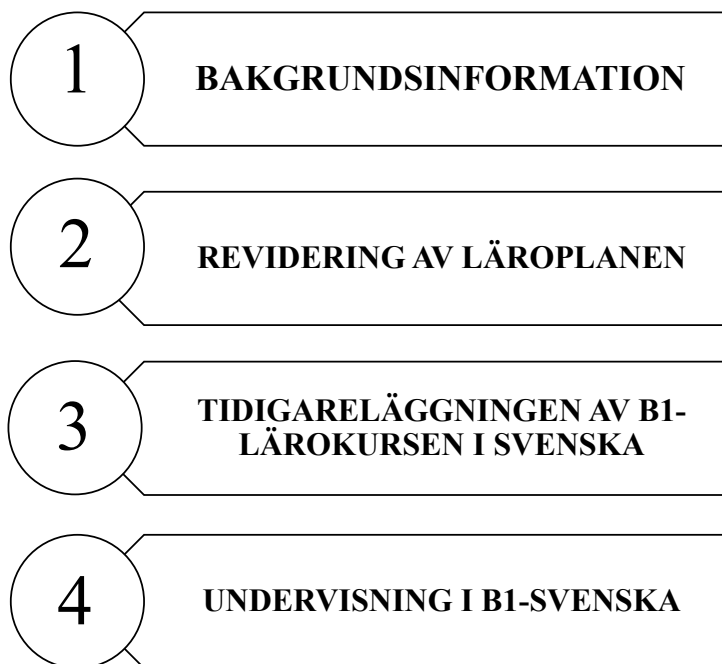 1
BAKGRUNDSINFORMATION
2
REVIDERING AV LÄROPLANEN
3
TIDIGARELÄGGNINGEN AV B1-
LÄROKURSEN I SVENSKA
4
UNDERVISNING I B1-SVENSKA